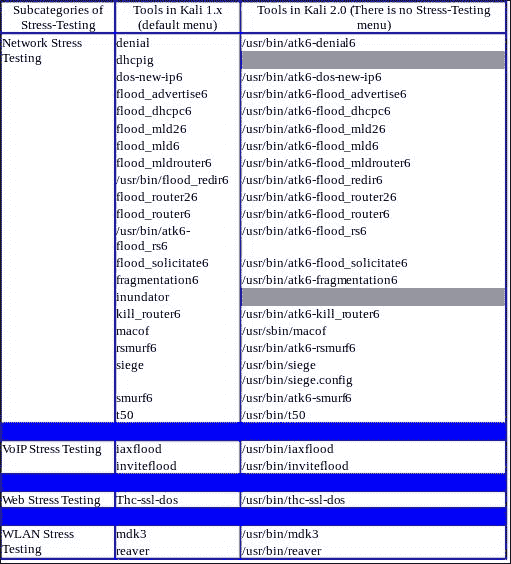 Subcategories of Stress-Testing
Tools in Kali 1.x (default menu)
Tools in Kali 2.0 (There is no Stress-Testing menu)
Network Stress Testing
denial /usr/bin/atk6-denial6
dhcpig
dos-new-ip6 /usr/bin/atk6-dos-new-ip6
flood_advertise6 /usr/bin/atk6-flood_advertise6
flood_dhcpc6 /usr/bin/atk6-flood_dhcpc6
flood_mld26 /usr/bin/atk6-flood_mld26
flood_mld6 /usr/bin/atk6-flood_mld6
flood_mldrouter6 /usr/bin/atk6-flood_mldrouter6
/usr/bin/flood_redir6 /usr/bin/atk6-flood_redir6
flood_router26 /usr/bin/atk6-flood_router26
flood_router6 /usr/bin/atk6-flood_router6
/usr/bin/atk6-flood_rs6 /usr/bin/atk6-flood_rs6
flood_solicitate6 /usr/bin/atk6-flood_solicitate6
fragmentation6 /usr/bin/atk6-fragmentation6
inundator
kill_router6 /usr/bin/atk6-kill_router6
macof /usr/sbin/macof
rsmurf6 /usr/bin/atk6-rsmurf6
siege /usr/bin/siege
/usr/bin/siege.config
smurf6 /usr/bin/atk6-smurf6
t50 /usr/bin/t50
VoIP Stress Testing
iaxflood /usr/bin/iaxflood
inviteflood /usr/bin/inviteflood
Web Stress Testing
Thc-ssl-dos /usr/bin/thc-ssl-dos
WLAN Stress Testing
mdk3 /usr/bin/mdk3
reaver /usr/bin/reaver